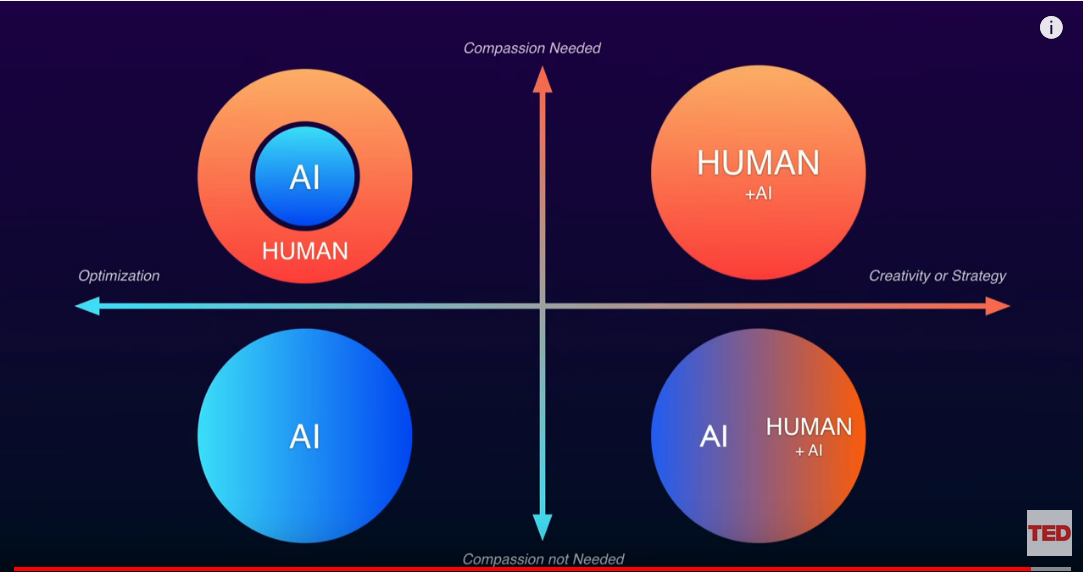 Compassion Needed
AI
HUMAN
HUMAN
+AI
Optimization
Creativity or Strategy
AI
AI
HUMAN
+ AI
Compassion not Needed
TED
i